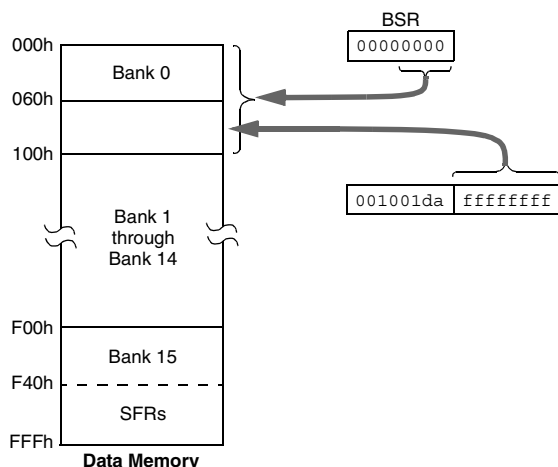 BSR
000h
00000000
Bank 0
060h
100h
001001da ffffffff
Bank 1
through
Bank 14
F00h
Bank 15
F40h
SFRs
FFFh
Data Memory